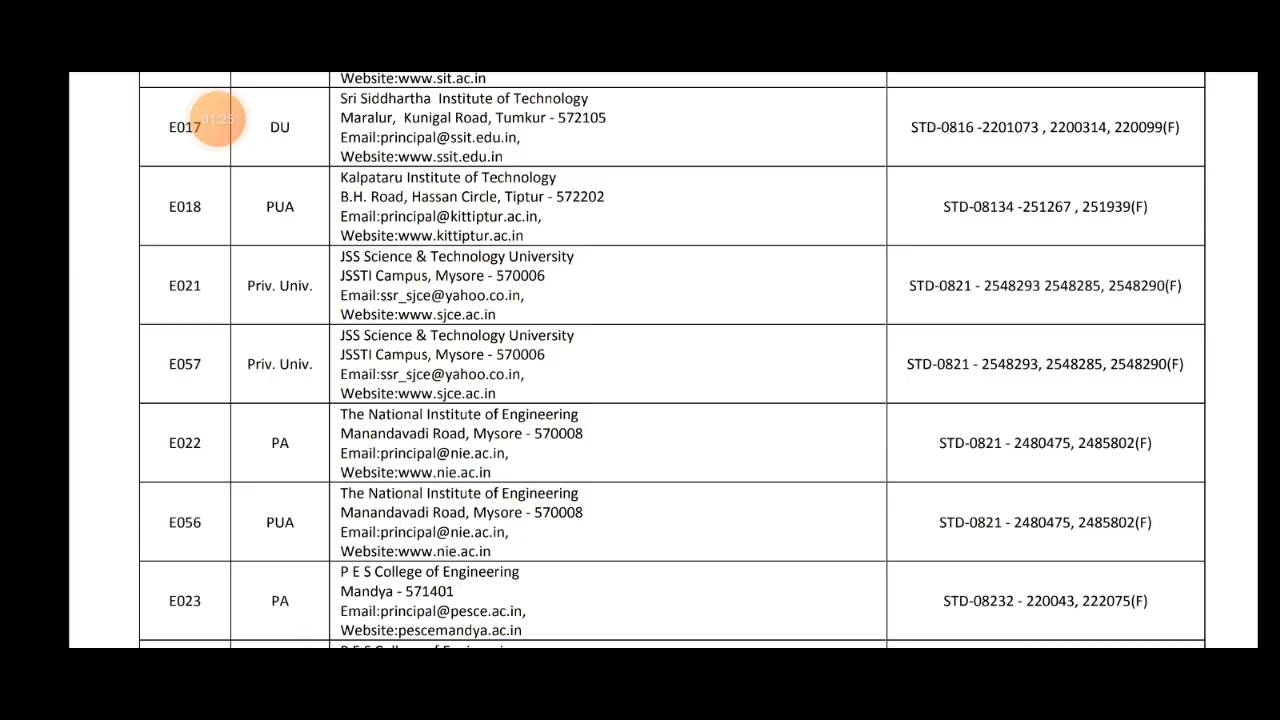 Website:www.sit.ac.in
E017
01:25
DU
Sri Siddhartha Institute of Technology
Maralur, Kunigal Road, Tumkur - 572105
Email:principal@ssit.edu.in,
Website:www.ssit.edu.in
STD-0816 -2201073 , 2200314, 220099(F)
E018
PUA
Kalpataru Institute of Technology
B.H. Road, Hassan Circle, Tiptur - 572202
Email:principal@kittiptur.ac.in,
Website:www.kittiptur.ac.in
STD-08134 -251267 , 251939(F)
E021
Priv. Univ.
JSS Science & Technology University
JSSTI Campus, Mysore - 570006
Email:ssr_sjce@yahoo.co.in,
Website:www.sjce.ac.in
STD-0821 - 2548293 2548285, 2548290(F)
E057
Priv. Univ.
JSS Science & Technology University
JSSTI Campus, Mysore - 570006
Email:ssr_sjce@yahoo.co.in,
Website:www.sjce.ac.in
STD-0821 - 2548293, 2548285, 2548290(F)
E022
PA
The National Institute of Engineering
Manandavadi Road, Mysore - 570008
Email:principal@nie.ac.in,
Website:www.nie.ac.in
STD-0821 - 2480475, 2485802(F)
E056
PUA
The National Institute of Engineering
Manandavadi Road, Mysore - 570008
Email:principal@nie.ac.in,
Website:www.nie.ac.in
STD-0821 - 2480475, 2485802(F)
E023
PA
P E S College of Engineering
Mandya - 571401
Email:principal@pesce.ac.in,
Website:pescemandya.ac.in
STD-08232 - 220043, 222075(F)